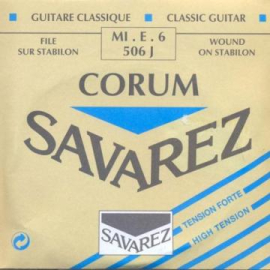 GUITARE CLASSIQUE CLASSIC GUITAR
FILE
SUR STABILON
MI . E . 6
506 J
WOUND
ON STABILON
CORUM
SAVAREZ
TENSION FORTE
HIGH TENSION
SAVAREZ